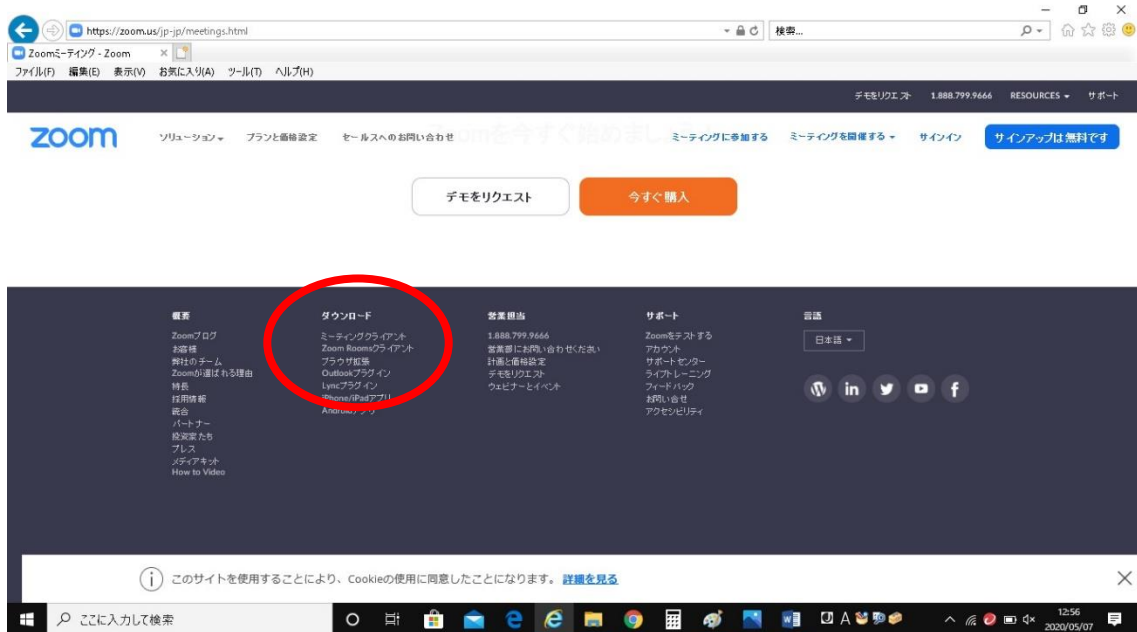 https://zoom.us/jp-jp/meetings.html
検索...
Zoomミーティング - Zoom
ファイル(F) 編集(E) 表示(V) お気に入り(A) ツール(T) ヘルプ(H)
デモをリクエスト 1.888.799.9666 RESOURCES サポート
zoom ソリューション プランと価格設定 セールスへのお問い合わせ ミーティングに参加する ミーティングを開催する サインイン サインアップは無料です
デモをリクエスト 今すぐ購入
概要
Zoomブログ
お客様
弊社のチーム
Zoomが選ばれる理由
特長
採用情報
統合
パートナー
投資家たち
プレス
メディアキット
How to Video
ダウンロード
ミーティングクライアント
Zoom Roomsクライアント
ブラウザ拡張
Outlookプラグイン
Lyncプラグイン
iPhone/iPadアプリ
Androidアプリ
営業担当
1.888.799.9666
営業部にお問い合わせください
計画と価格設定
デモをリクエスト
ウェビナーとイベント
サポート
Zoomをテストする
アカウント
サポートセンター
ライブトレーニング
フィードバック
お問い合せ
アクセシビリティ
言語
日本語
このサイトを使用することにより、Cookieの使用に同意したことになります。 詳細を見る
ここに入力して検索
A
12:56
2020/05/07